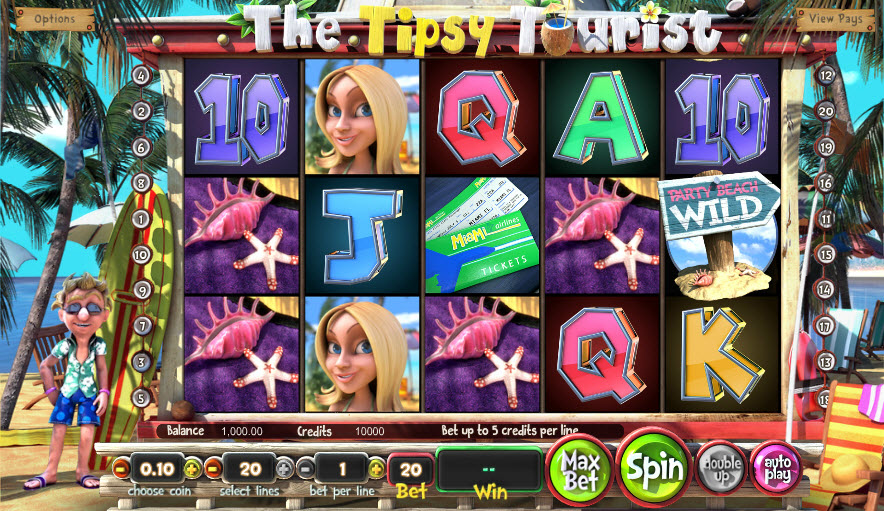 Options
The Tipsy Tourist
View Pays
4
2
6
8
1
10
9
7
3
5
10
Q
A
10
J
MIAMI airlines
TICKETS
PARTY BEACH
WILD
Q
K
12
20
19
16
11
15
14
17
13
18
Balance 1,000.00 Credits 10000 Bet up to 5 credits per line
0.10
choose coin
20
select lines
1
bet per line
20
Bet
--
Win
Max Bet
Spin
double up
auto play